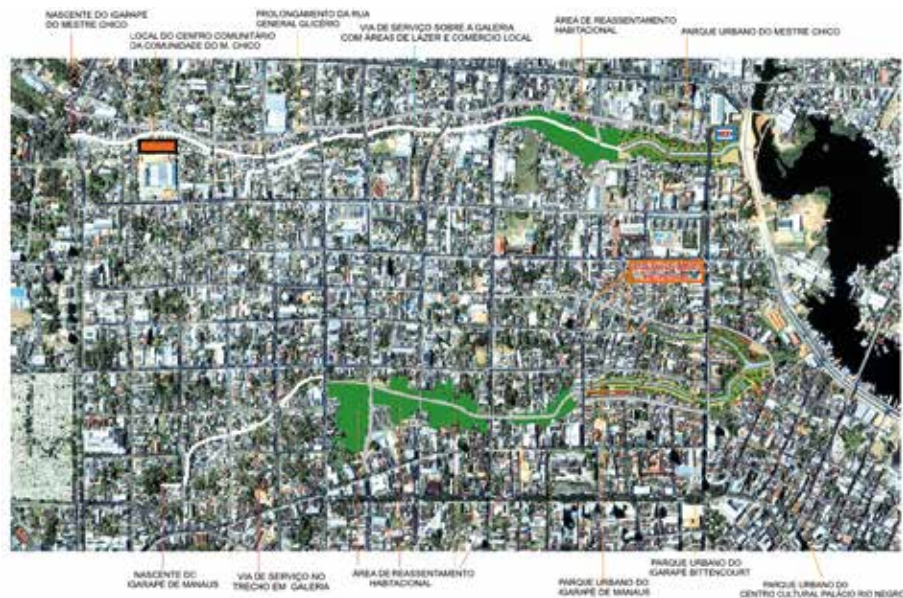 NASCENTE DO IGARAPÉ
DO MESTRE CHICO
LOCAL DO CENTRO COMUNITÁRIO
DA COMUNIDADE DO M. CHICO
PROLONGAMENTO DA RUA
GENERAL GLICÉRIO
VIA DE SERVIÇO SOBRE A GALERIA
COM ÁREAS DE LAZER E COMÉRCIO LOCAL
ÁREA DE REASSENTAMENTO
HABITACIONAL
PARQUE URBANO DO MESTRE CHICO
NASCENTE DO
IGARAPÉ DE MANAUS
VIA DE SERVIÇO NO
TRECHO EM GALERIA
ÁREA DE REASSENTAMENTO
HABITACIONAL
PARQUE URBANO DO
IGARAPÉ DE MANAUS
PARQUE URBANO DO
IGARAPÉ BITTENCOURT
PARQUE URBANO DO
CENTRO CULTURAL PALÁCIO RIO NEGRO